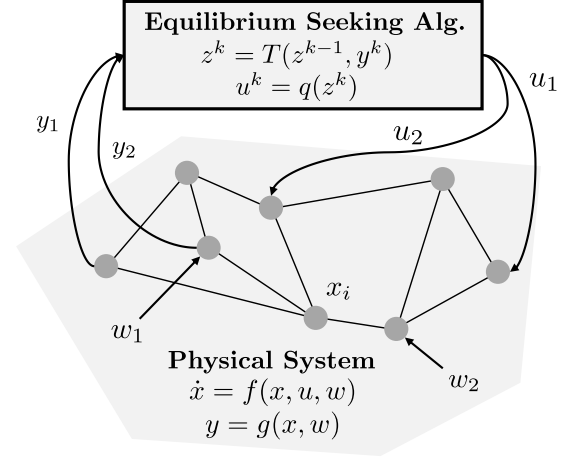 Equilibrium Seeking Alg.
z^k = T(z^{k-1}, y^k)
u^k = q(z^k)
u_1
y_1
u_2
y_2
x_i
w_1
Physical System
ẋ = f(x, u, w)
w_2
y = g(x, w)